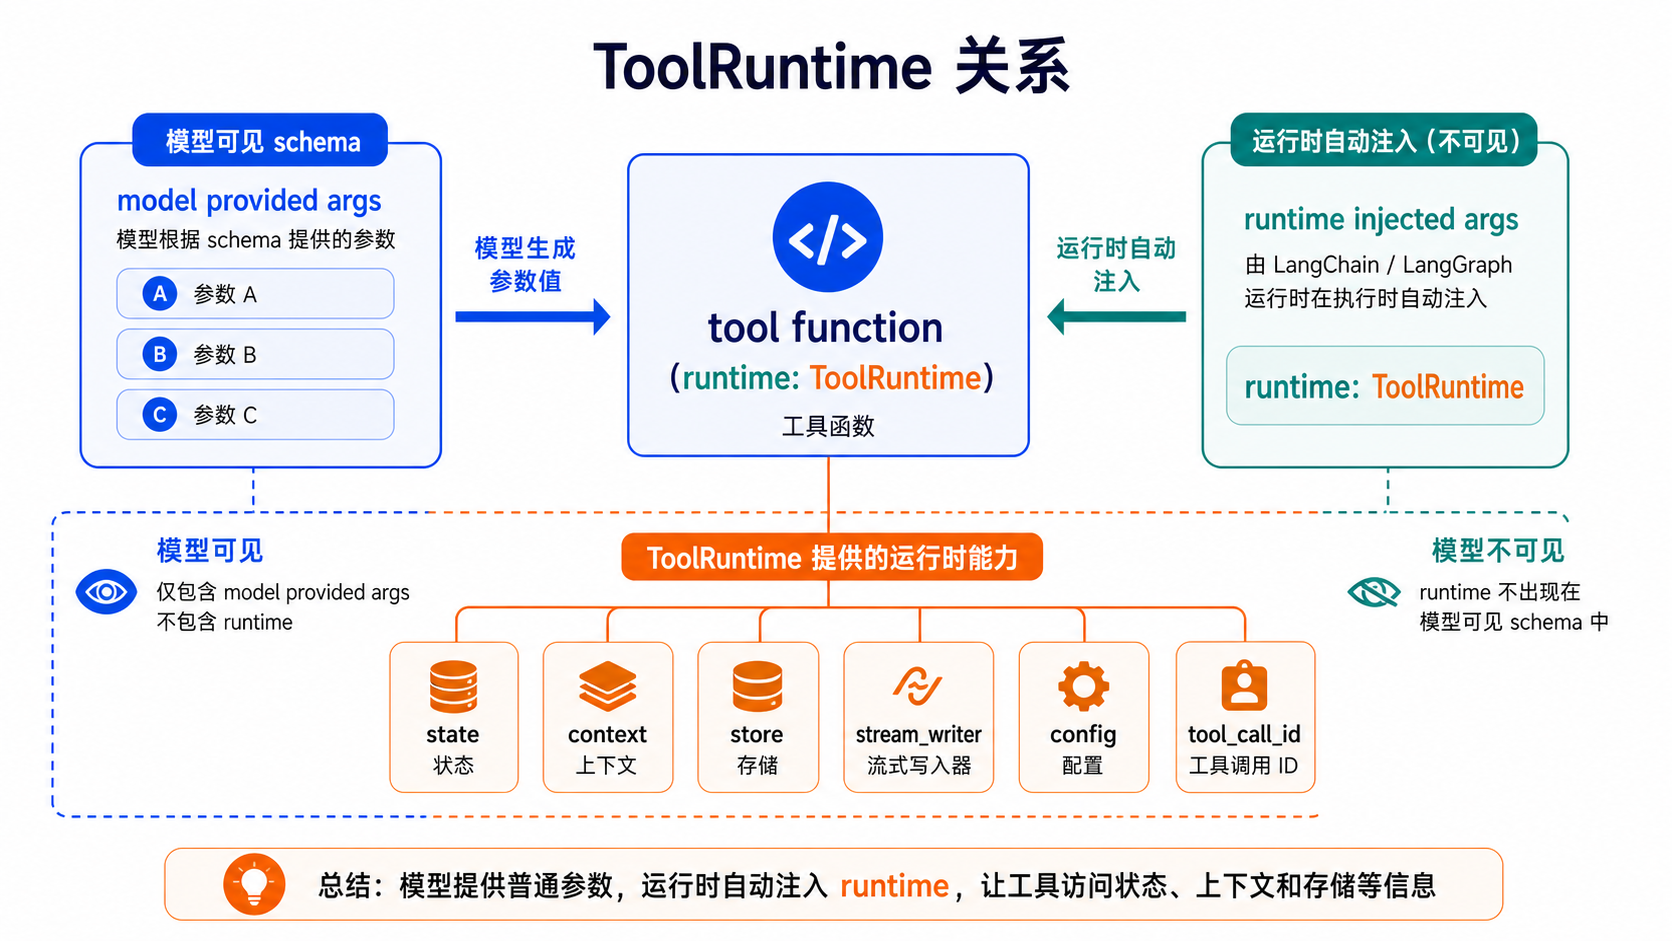 ToolRuntime 关系
模型可见 schema
model provided args
模型根据 schema 提供的参数
A 参数 A
B 参数 B
C 参数 C
模型生成
参数值
</>
tool function
(runtime: ToolRuntime)
工具函数
运行时自动
注入
运行时自动注入 (不可见)
runtime injected args
由 LangChain / LangGraph
运行时在执行时自动注入
runtime: ToolRuntime
模型可见
仅包含 model provided args
不包含 runtime
ToolRuntime 提供的运行时能力
模型不可见
runtime 不出现在
模型可见 schema 中
state
状态
context
上下文
store
存储
stream_writer
流式写入器
config
配置
tool_call_id
工具调用 ID
总结：模型提供普通参数，运行时自动注入 runtime，让工具访问状态、上下文和存储等信息